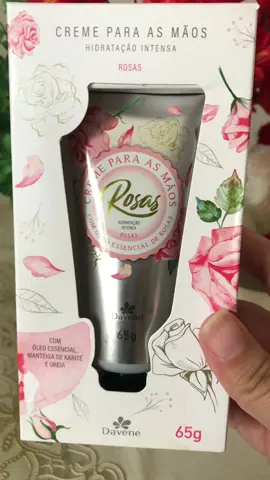 CREME PARA AS MÃOS
HIDRATAÇÃO INTENSA
ROSAS
CREME PARA AS MÃOS
Rosas
HIDRATAÇÃO
INTENSA
ROSAS
COM ÓLEO ESSENCIAL DE ROSAS
Davene
65g
COM
ÓLEO ESSENCIAL,
MANTEIGA DE KARITÉ
E UREIA
Davene
65g